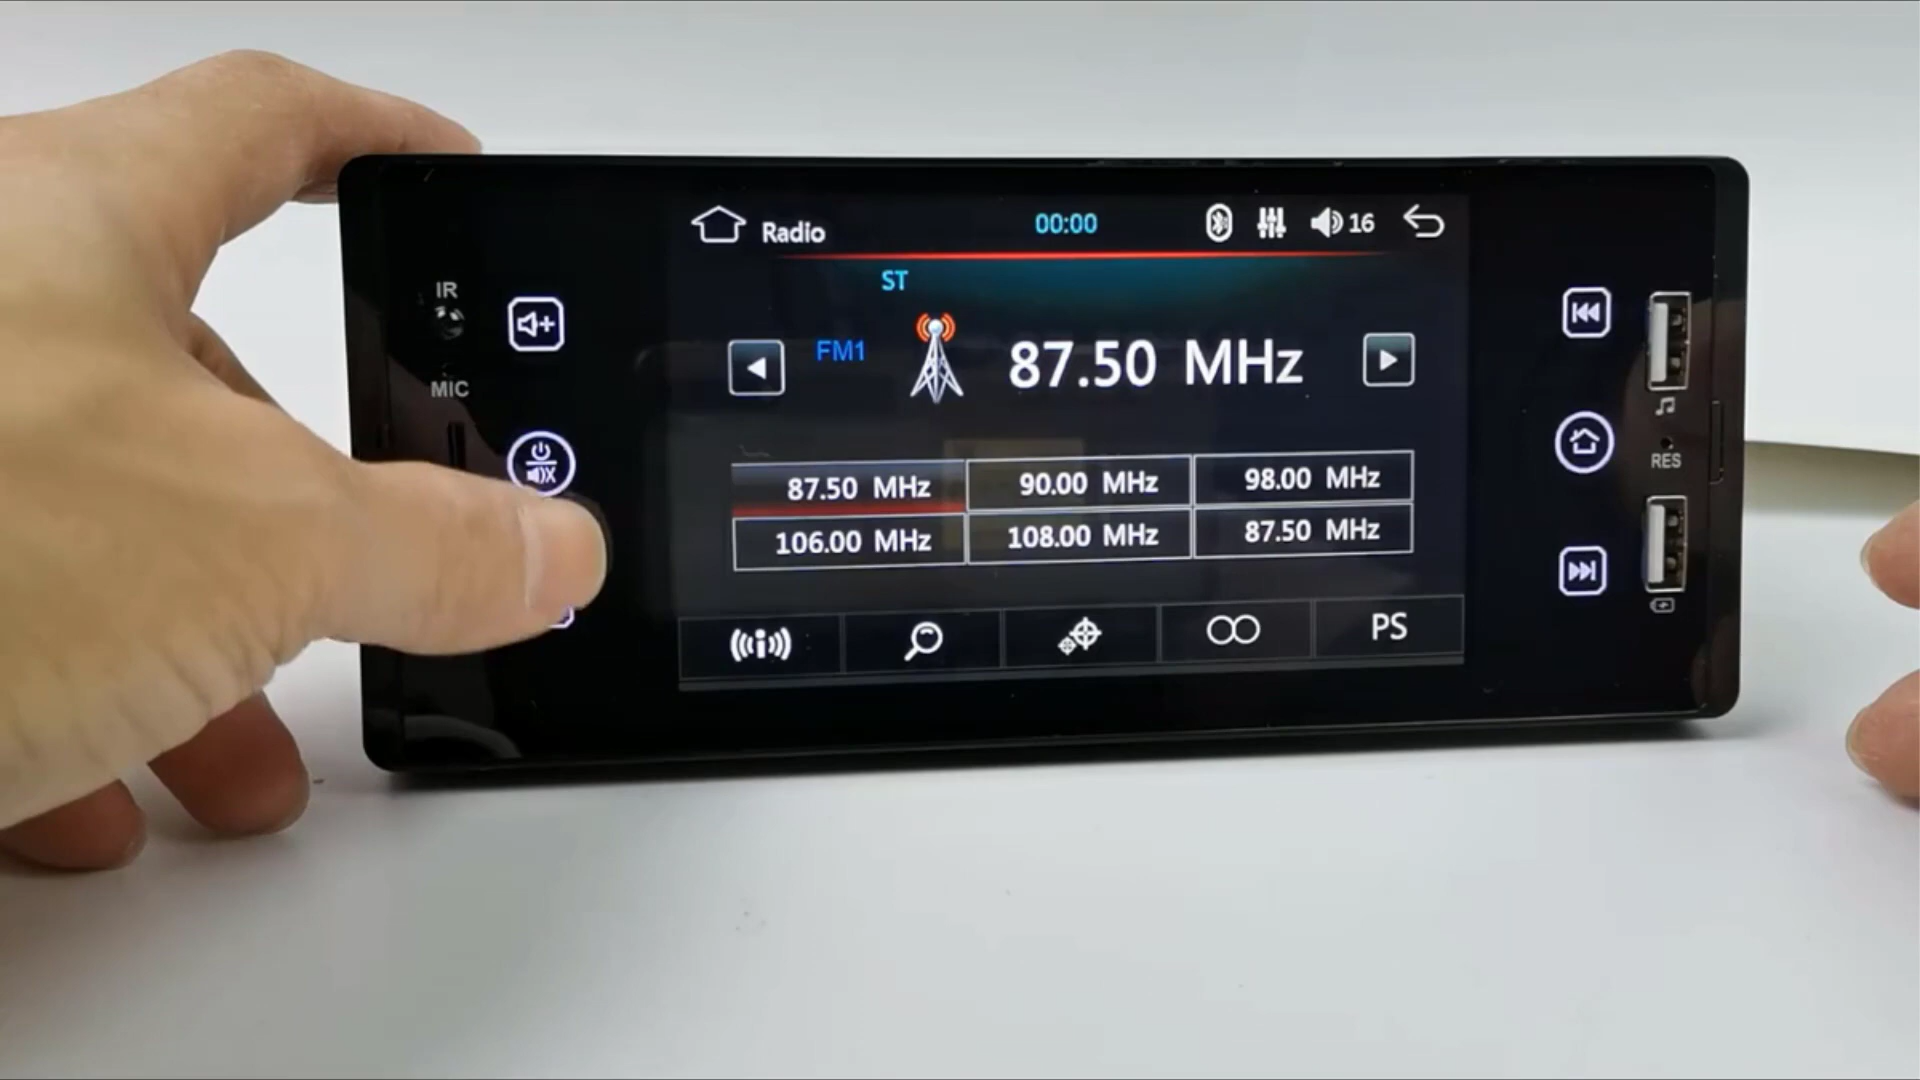 Radio 00:00 16
ST
IR
MIC
FM1 87.50 MHz
87.50 MHz 90.00 MHz 98.00 MHz
106.00 MHz 108.00 MHz 87.50 MHz
RES
PS